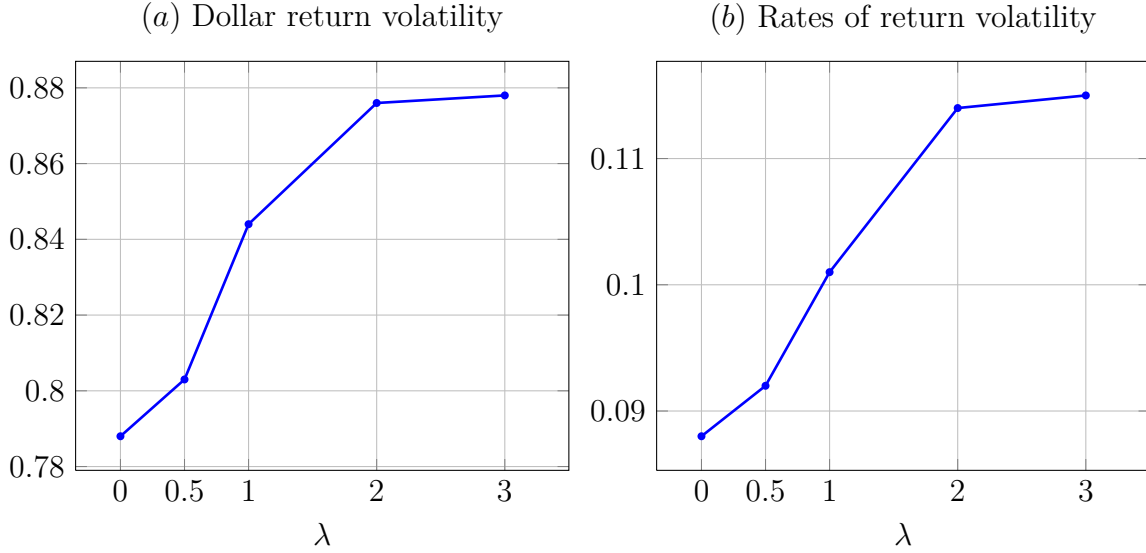 (a) Dollar return volatility
0.88
0.86
0.84
0.82
0.8
0.78
0 0.5 1 2 3
λ
(b) Rates of return volatility
0.11
0.1
0.09
0 0.5 1 2 3
λ